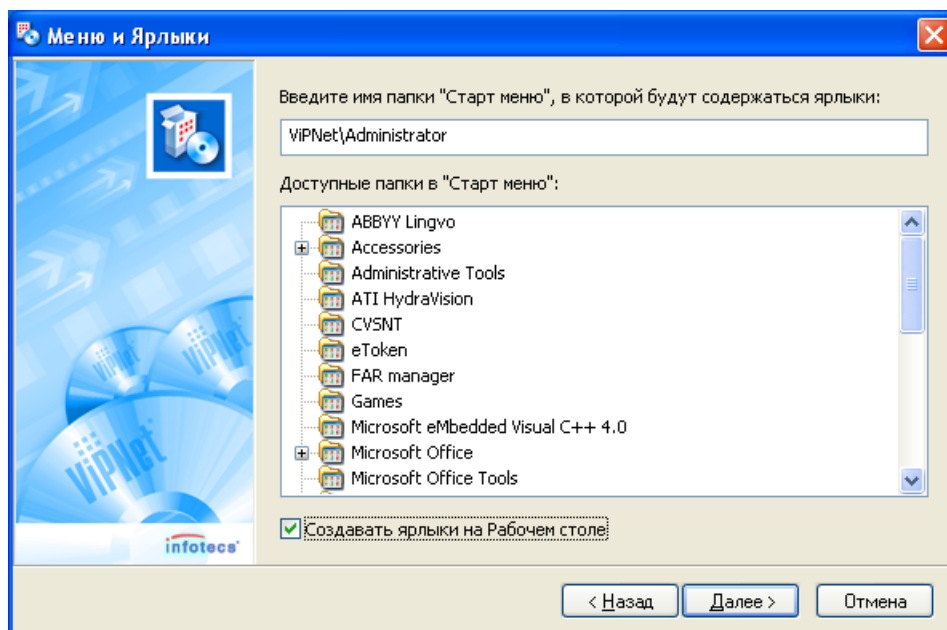 Меню и Ярлыки
Введите имя папки "Старт меню", в которой будут содержаться ярлыки:
ViPNet\Administrator
Доступные папки в "Старт меню":
ABBYY Lingvo
Accessories
Administrative Tools
ATI HydraVision
CVSNT
eToken
FAR manager
Games
Microsoft eMbedded Visual C++ 4.0
Microsoft Office
Microsoft Office Tools
ViPNet
ViPNet
ViPNet
infotecs
Создавать ярлыки на Рабочем столе
< Назад
Далее >
Отмена